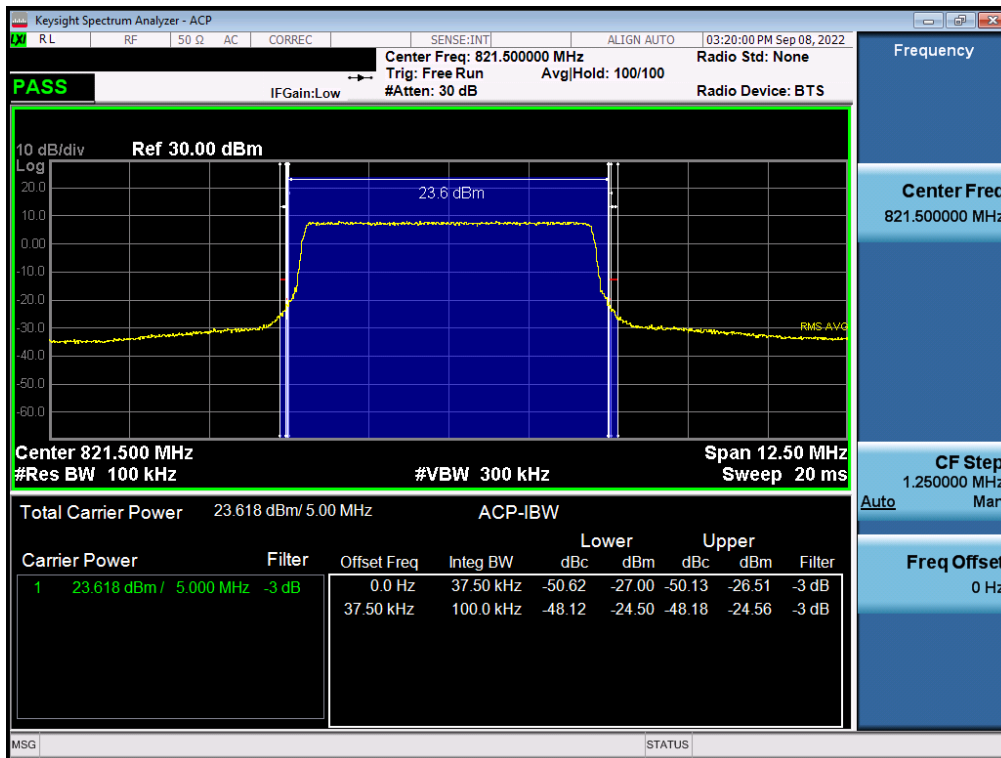 Keysight Spectrum Analyzer - ACP
LXI RL RF 50 Ω AC CORREC SENSE:INT ALIGN AUTO 03:20:00 PM Sep 08, 2022
Center Freq: 821.500000 MHz Radio Std: None
Trig: Free Run Avg|Hold: 100/100
PASS IFGain:Low #Atten: 30 dB Radio Device: BTS
10 dB/div Ref 30.00 dBm
Log
20.0
10.0
0.00
-10.0
-20.0
-30.0
-40.0
-50.0
-60.0
23.6 dBm
RMS AVG
Center 821.500 MHz Span 12.50 MHz
#Res BW 100 kHz #VBW 300 kHz Sweep 20 ms
Total Carrier Power 23.618 dBm/ 5.00 MHz ACP-IBW
Lower Upper
Carrier Power Filter Offset Freq Integ BW dBc dBm dBc dBm Filter
1 23.618 dBm / 5.000 MHz -3 dB 0.0 Hz 37.50 kHz -50.62 -27.00 -50.13 -26.51 -3 dB
37.50 kHz 100.0 kHz -48.12 -24.50 -48.18 -24.56 -3 dB
MSG STATUS
Frequency
Center Freq
821.500000 MHz
CF Step
1.250000 MHz
Auto Man
Freq Offset
0 Hz